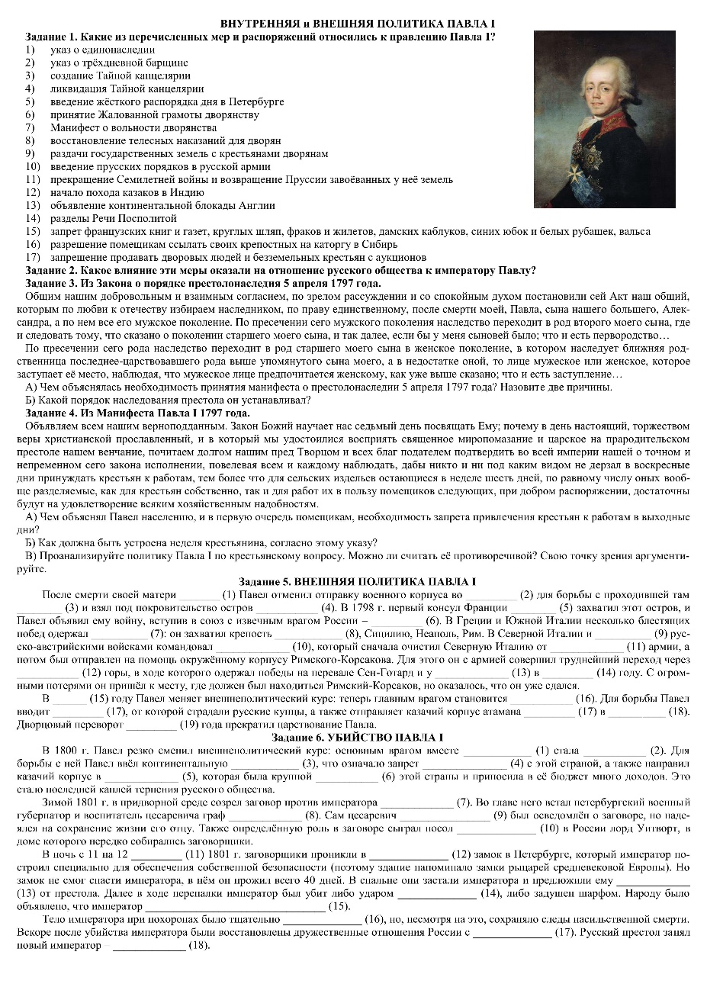 ВНУТРЕННЯЯ и ВНЕШНЯЯ ПОЛИТИКА ПАВЛА I
Задание 1. Какие из перечисленных мер и распоряжений относились к правлению Павла I?
1) указ о единонаследии
2) указ о трёхдневной барщине
3) создание Тайной канцелярии
4) ликвидация Тайной канцелярии
5) введение жёсткого распорядка дня в Петербурге
6) принятие Жалованной грамоты дворянству
7) Манифест о вольности дворянства
8) восстановление телесных наказаний для дворян
9) раздачи государственных земель с крестьянами дворянам
10) введение прусских порядков в русской армии
11) прекращение Семилетней войны и возвращение Пруссии завоёванных у неё земель
12) начало похода казаков в Индию
13) объявление континентальной блокады Англии
14) разделы Речи Посполитой
15) запрет французских книг и газет, круглых шляп, фраков и жилетов, дамских каблуков, синих юбок и белых рубашек, вальса
16) разрешение помещикам ссылать своих крепостных на каторгу в Сибирь
17) запрещение продавать дворовых людей и безземельных крестьян с аукционов
Задание 2. Какое влияние эти меры оказали на отношение русского общества к императору Павлу?
Задание 3. Из Закона о порядке престолонаследия 5 апреля 1797 года.
Общим нашим добровольным и взаимным согласием, по зрелом рассуждении и со спокойным духом постановили сей Акт наш общий,
которым по любви к отечеству избираем наследником, по праву единственному, после смерти моей, Павла, сына нашего большего, Алек-
сандра, а по нем все его мужское поколение. По пресечении сего мужского поколения наследство переходит в род второго моего сына, где
и следовать тому, что сказано о поколении старшего моего сына, и так далее, если бы у меня сыновей было; что и есть первородство…
По пресечении сего рода наследство переходит в род старшего моего сына в женское поколение, в котором наследует ближняя род-
ственница последнее-царствовавшего рода выше упомянутого сына моего, а в недостатке оной, то лице мужеское или женское, которое
заступает её место, наблюдая, что мужеское лице предпочитается женскому, как уже выше сказано; что и есть заступление…
А) Чем объяснялась необходимость принятия манифеста о престолонаследии 5 апреля 1797 года? Назовите две причины.
Б) Какой порядок наследования престола он устанавливал?
Задание 4. Из Манифеста Павла I 1797 года.
Объявляем всем нашим верноподданным. Закон Божий научает нас седьмый день посвящать Ему; почему в день настоящий, торжеством
веры христианской прославленный, и в который мы удостоилися восприять священное миропомазание и царское на прародительском
престоле нашем венчание, почитаем долгом нашим пред Творцом и всех благ подателем подтвердить во всей империи нашей о точном и
непременном сего закона исполнении, повелевая всем и каждому наблюдать, дабы никто и ни под каким видом не дерзал в воскресные
дни принуждать крестьян к работам, тем более что для сельских издельев остающиеся в неделе шесть дней, по равному числу оных вооб-
ще разделяемые, как для крестьян собственно, так и для работ их в пользу помещиков следующих, при добром распоряжении, достаточны
будут на удовлетворение всяким хозяйственным надобностям.
А) Чем объяснял Павел населению, и в первую очередь помещикам, необходимость запрета привлечения крестьян к работам в выходные
дни?
Б) Как должна быть устроена неделя крестьянина, согласно этому указу?
В) Проанализируйте политику Павла I по крестьянскому вопросу. Можно ли считать её противоречивой? Свою точку зрения аргументи-
руйте.
Задание 5. ВНЕШНЯЯ ПОЛИТИКА ПАВЛА I
После смерти своей матери _______ (1) Павел отменил отправку военного корпуса во _________ (2) для борьбы с проходившей там
________ (3) и взял под покровительство остров ___________ (4). В 1798 г. первый консул Франции ________ (5) захватил этот остров, и
Павел объявил ему войну, вступив в союз с извечным врагом России – _________ (6). В Греции и Южной Италии несколько блестящих
побед одержал __________ (7): он захватил крепость ____________ (8), Сицилию, Неаполь, Рим. В Северной Италии и __________ (9) рус-
ско-австрийскими войсками командовал _________________ (10), который сначала очистил Северную Италию от _____________ (11) армии, а
потом был отправлен на помощь окружённому корпусу Римского-Корсакова. Для этого он с армией совершил труднейший переход через
___________ (12) горы, в ходе которого одержал победы на перевале Сен-Готард и у _____________ (13) в _________ (14) году. С огром-
ными потерями он пришёл к месту, где должен был находиться Римский-Корсаков, но оказалось, что он уже сдался.
В ______ (15) году Павел меняет внешнеполитический курс: теперь главным врагом становится ___________ (16). Для борьбы Павел
вводит _________ (17), от которой страдали русские купцы, а также отправляет казачий корпус атамана _________ (17) в __________ (18).
Дворцовый переворот _________ (19) года прекратил царствование Павла.
Задание 6. УБИЙСТВО ПАВЛА I
В 1800 г. Павел резко сменил внешнеполитический курс: основным врагом вместе ____________ (1) стала ___________ (2). Для
борьбы с ней Павел ввёл континентальную ____________ (3), что означало запрет ______________ (4) с этой страной, а также направил
казачий корпус в _____________ (5), которая была крупной ___________ (6) этой страны и приносила в её бюджет много доходов. Это
стало последней каплей терпения русского общества.
Зимой 1801 г. в придворной среде созрел заговор против императора _____________ (7). Во главе него встал петербургский военный
губернатор и воспитатель цесаревича граф _____________ (8). Сам цесаревич ________________ (9) был осведомлён о заговоре, но наде-
ялся на сохранение жизни его отцу. Также определённую роль в заговоре сыграл посол ______________ (10) в России лорд Уитворт, в
доме которого нередко собирались заговорщики.
В ночь с 11 на 12 _________ (11) 1801 г. заговорщики проникли в ______________ (12) замок в Петербурге, который император по-
строил специально для обеспечения собственной безопасности (поэтому здание напоминало замки рыцарей средневековой Европы). Но
замок не смог спасти императора, в нём он прожил всего 40 дней. В спальне они застали императора и предложили ему _____________
(13) от престола. Далее в ходе перепалки император был убит либо ударом ______________ (14), либо задушен шарфом. Народу было
объявлено, что император ________________________________ (15).
Тело императора при похоронах было тщательно ______________ (16), но, несмотря на это, сохраняло следы насильственной смерти.
Вскоре после убийства императора были восстановлены дружественные отношения России с ______________ (17). Русский престол занял
новый император – _____________ (18).